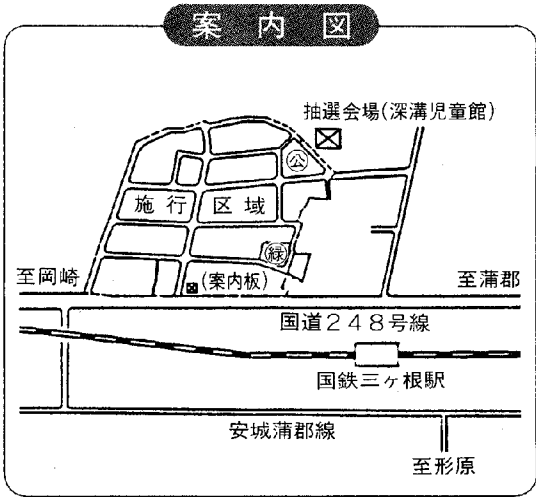 案内図
抽選会場(深溝児童館)
公
施行 区域
緑
至岡崎
(案内板)
至蒲郡
国道248号線
国鉄三ヶ根駅
安城蒲郡線
至形原